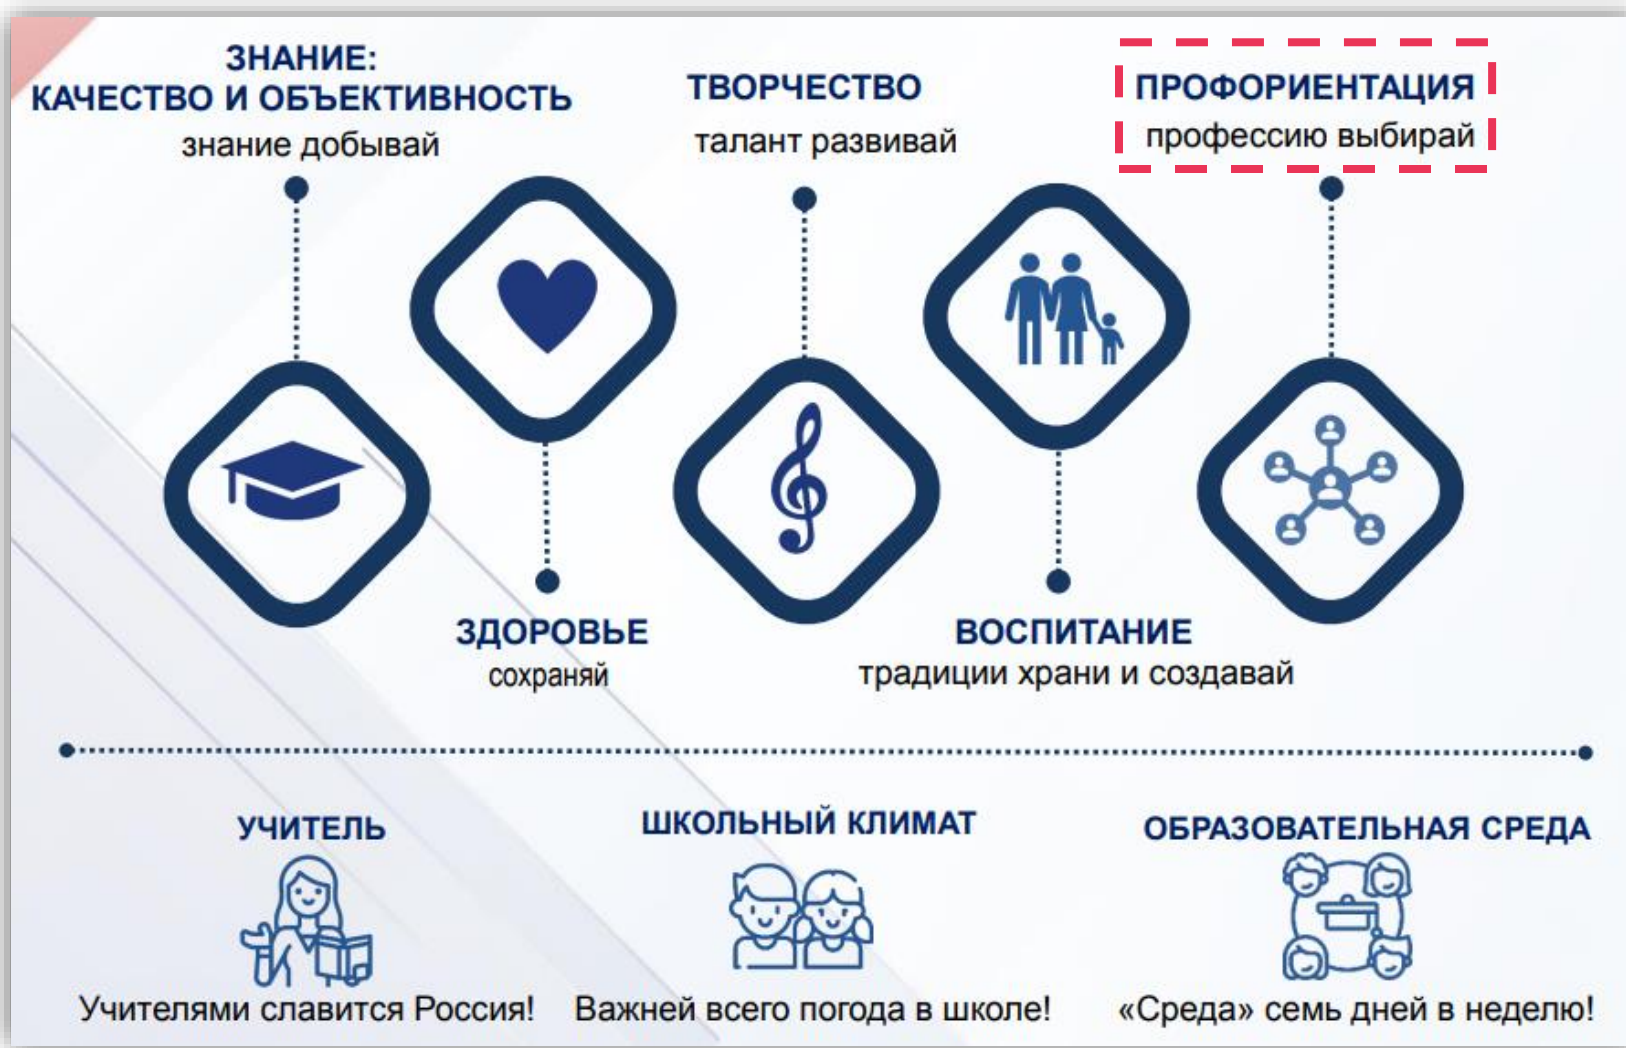 ЗНАНИЕ:
КАЧЕСТВО И ОБЪЕКТИВНОСТЬ
знание добывай
ТВОРЧЕСТВО
талант развивай
ПРОФОРИЕНТАЦИЯ
профессию выбирай
ЗДОРОВЬЕ
сохраняй
ВОСПИТАНИЕ
традиции храни и создавай
УЧИТЕЛЬ
Учителями славится Россия!
ШКОЛЬНЫЙ КЛИМАТ
Важней всего погода в школе!
ОБРАЗОВАТЕЛЬНАЯ СРЕДА
«Среда» семь дней в неделю!